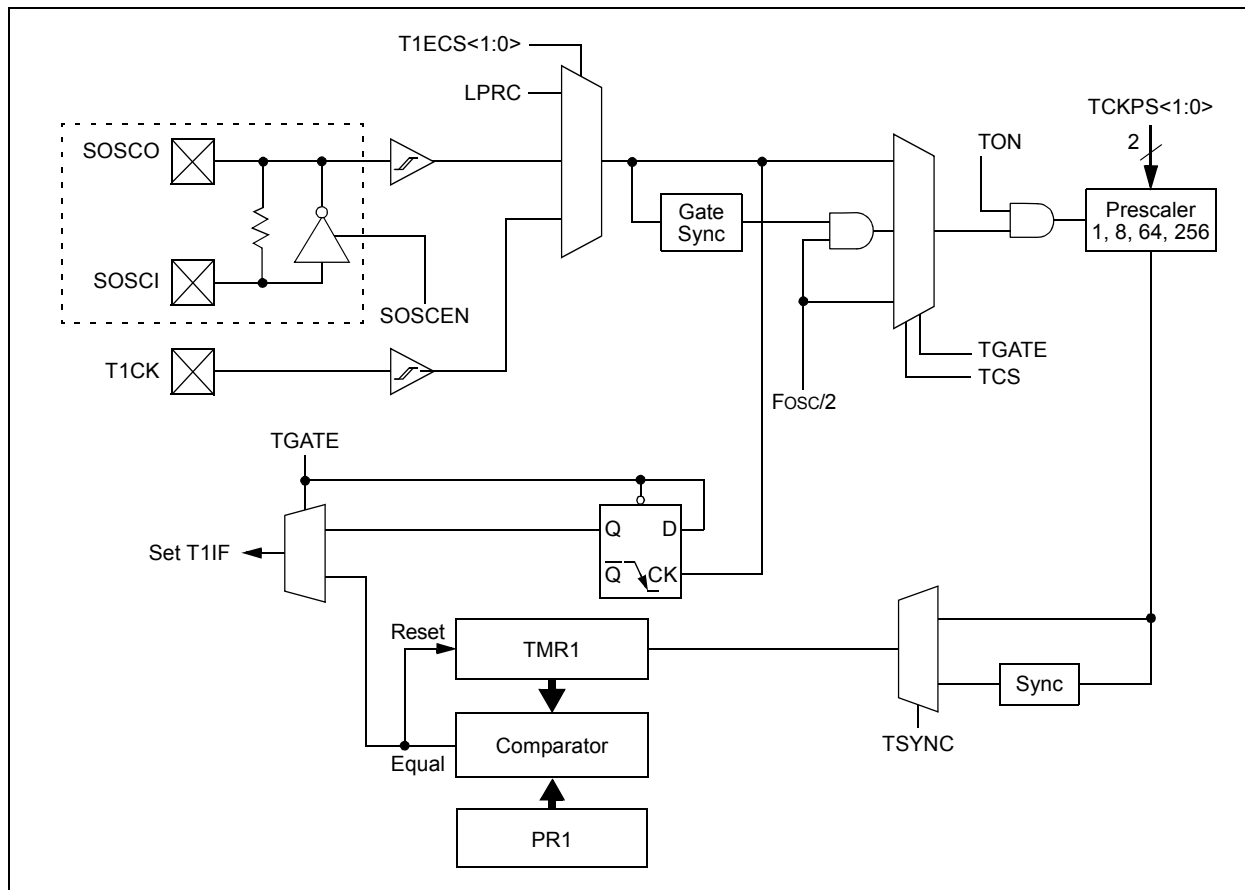 T1ECS<1:0>
LPRC
SOSCO
SOSCI
SOSCEN
T1CK
Gate
Sync
FOSC/2
TON
TCKPS<1:0>
2
Prescaler
1, 8, 64, 256
TGATE
TCS
TGATE
Set T1IF
Q
D
Q
CK
Reset
TMR1
Comparator
Equal
PR1
Sync
TSYNC